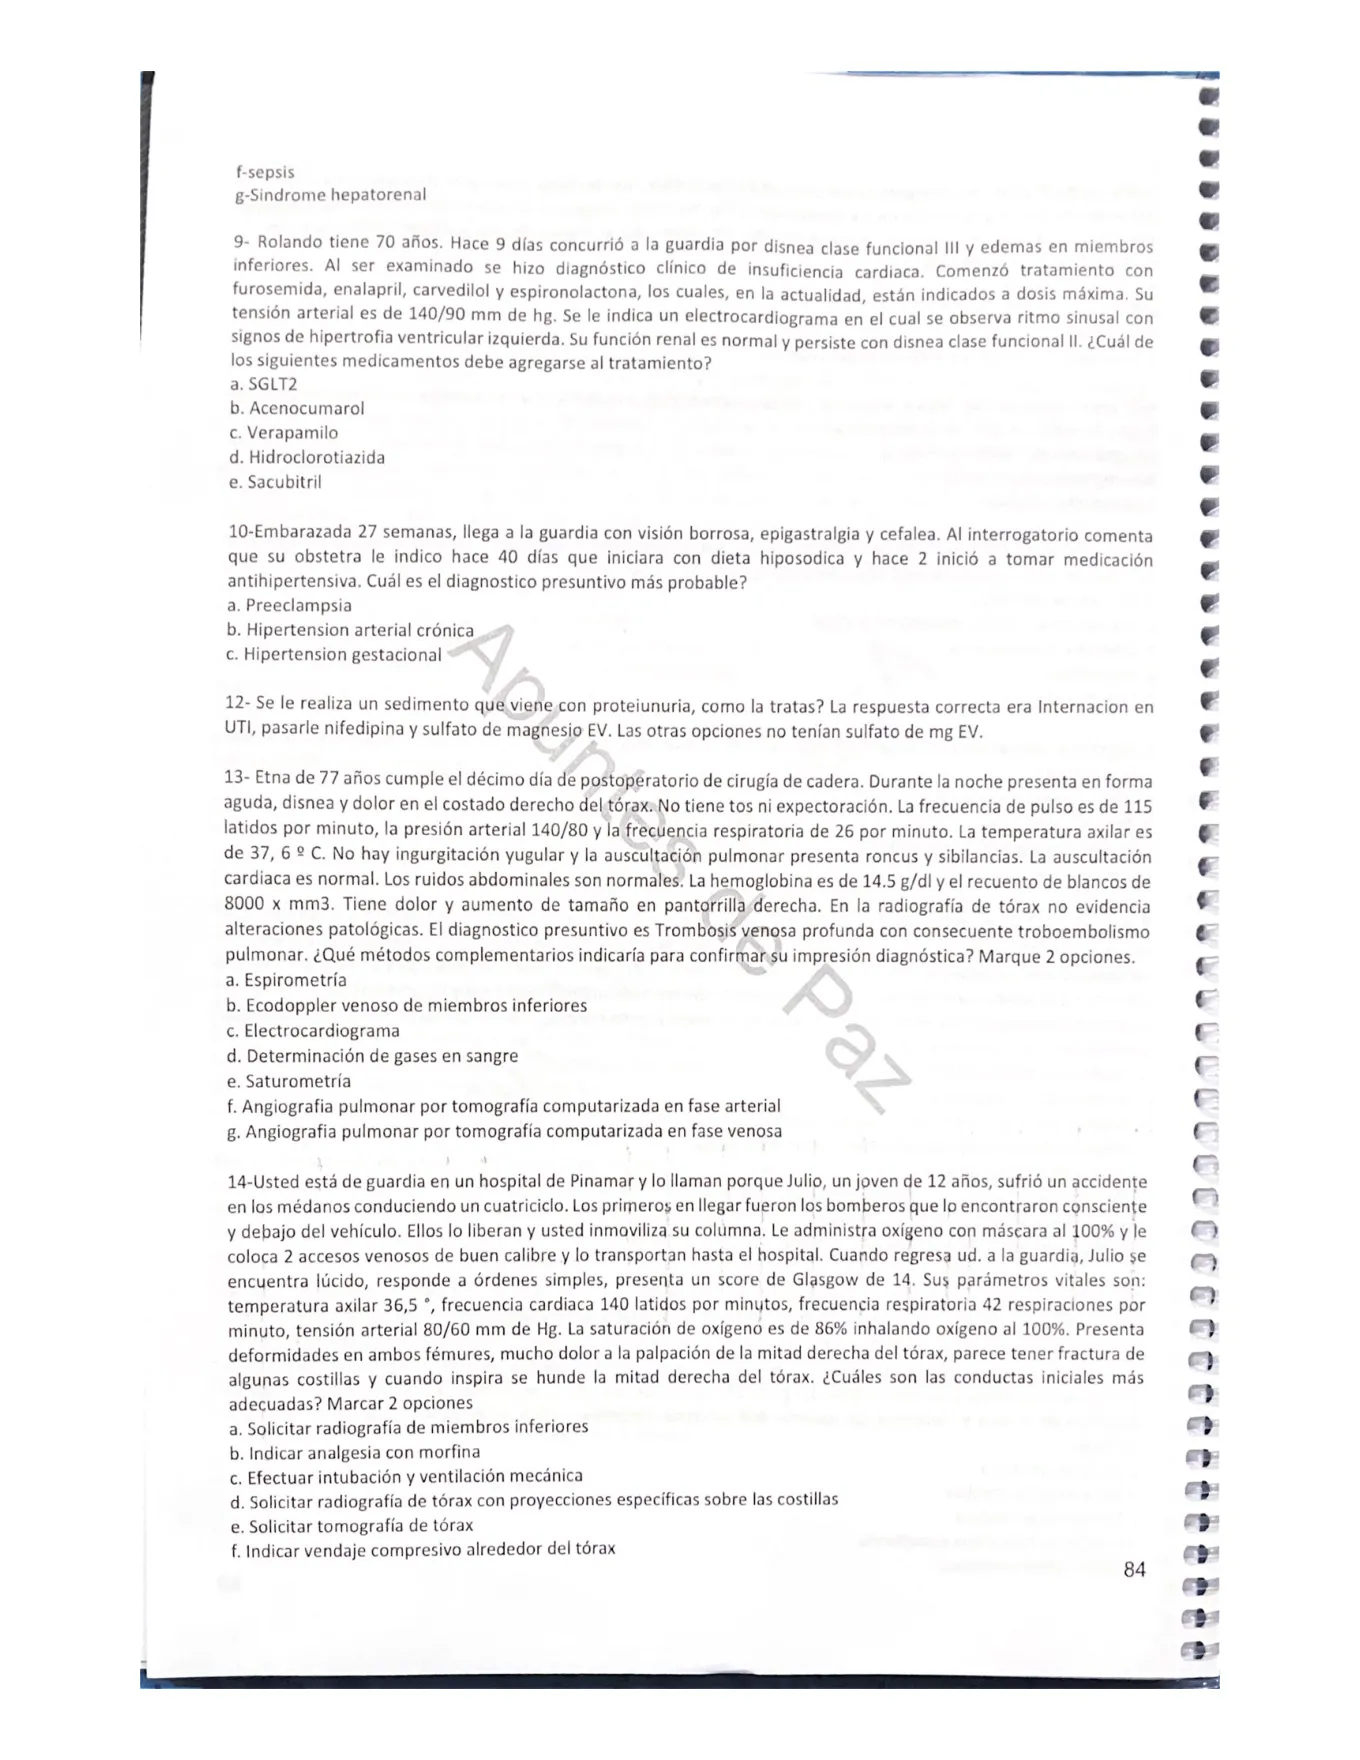 f-sepsis
g-Sindrome hepatorenal
9- Rolando tiene 70 años. Hace 9 días concurrió a la guardia por disnea clase funcional III y edemas en miembros
inferiores. Al ser examinado se hizo diagnóstico clínico de insuficiencia cardiaca. Comenzó tratamiento con
furosemida, enalapril, carvedilol y espironolactona, los cuales, en la actualidad, están indicados a dosis máxima. Su
tensión arterial es de 140/90 mm de hg. Se le indica un electrocardiograma en el cual se observa ritmo sinusal con
signos de hipertrofia ventricular izquierda. Su función renal es normal y persiste con disnea clase funcional II. ¿Cuál de
los siguientes medicamentos debe agregarse al tratamiento?
a. SGLT2
b. Acenocumarol
c. Verapamilo
d. Hidroclorotiazida
e. Sacubitril
10-Embarazada 27 semanas, llega a la guardia con visión borrosa, epigastralgia y cefalea. Al interrogatorio comenta
que su obstetra le indico hace 40 días que iniciara con dieta hiposodica y hace 2 inició a tomar medicación
antihipertensiva. Cuál es el diagnostico presuntivo más probable?
a. Preeclampsia
b. Hipertension arterial crónica
c. Hipertension gestacional
12- Se le realiza un sedimento que viene con proteiunuria, como la tratas? La respuesta correcta era Internacion en
UTI, pasarle nifedipina y sulfato de magnesio EV. Las otras opciones no tenían sulfato de mg EV.
13- Etna de 77 años cumple el décimo día de postoperatorio de cirugía de cadera. Durante la noche presenta en forma
aguda, disnea y dolor en el costado derecho del tórax. No tiene tos ni expectoración. La frecuencia de pulso es de 115
latidos por minuto, la presión arterial 140/80 y la frecuencia respiratoria de 26 por minuto. La temperatura axilar es
de 37, 6 º C. No hay ingurgitación yugular y la auscultación pulmonar presenta roncus y sibilancias. La auscultación
cardiaca es normal. Los ruidos abdominales son normales. La hemoglobina es de 14.5 g/dl y el recuento de blancos de
8000 x mm3. Tiene dolor y aumento de tamaño en pantorrilla derecha. En la radiografía de tórax no evidencia
alteraciones patológicas. El diagnostico presuntivo es Trombosis venosa profunda con consecuente troboembolismo
pulmonar. ¿Qué métodos complementarios indicaría para confirmar su impresión diagnóstica? Marque 2 opciones.
a. Espirometría
b. Ecodoppler venoso de miembros inferiores
c. Electrocardiograma
d. Determinación de gases en sangre
e. Saturometría
f. Angiografia pulmonar por tomografía computarizada en fase arterial
g. Angiografia pulmonar por tomografía computarizada en fase venosa
14-Usted está de guardia en un hospital de Pinamar y lo llaman porque Julio, un joven de 12 años, sufrió un accidente
en los médanos conduciendo un cuatriciclo. Los primeros en llegar fueron los bomberos que lo encontraron consciente
y debajo del vehículo. Ellos lo liberan y usted inmoviliza su columna. Le administra oxígeno con máscara al 100% y le
coloca 2 accesos venosos de buen calibre y lo transportan hasta el hospital. Cuando regresa ud. a la guardia, Julio se
encuentra lúcido, responde a órdenes simples, presenta un score de Glasgow de 14. Sus parámetros vitales son:
temperatura axilar 36,5 °, frecuencia cardiaca 140 latidos por minutos, frecuencia respiratoria 42 respiraciones por
minuto, tensión arterial 80/60 mm de Hg. La saturación de oxígeno es de 86% inhalando oxígeno al 100%. Presenta
deformidades en ambos fémures, mucho dolor a la palpación de la mitad derecha del tórax, parece tener fractura de
algunas costillas y cuando inspira se hunde la mitad derecha del tórax. ¿Cuáles son las conductas iniciales más
adecuadas? Marcar 2 opciones
a. Solicitar radiografía de miembros inferiores
b. Indicar analgesia con morfina
c. Efectuar intubación y ventilación mecánica
d. Solicitar radiografía de tórax con proyecciones específicas sobre las costillas
e. Solicitar tomografía de tórax
f. Indicar vendaje compresivo alrededor del tórax
84
Apuntes de Paz